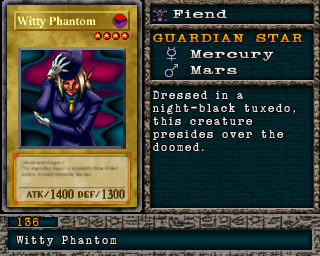 Witty Phantom
ATK/1400 DEF/1300
Fiend
GUARDIAN STAR
Mercury
Mars
Dressed in a
night-black tuxedo,
this creature
presides over the
doomed.
136
Witty Phantom